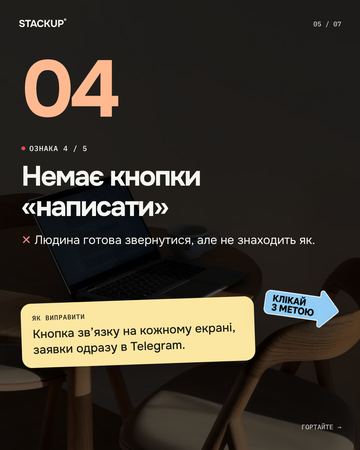 STACKUP®
05 / 07
04
ОЗНАКА 4 / 5
Немає кнопки
«написати»
✕ Людина готова звернутися, але не знаходить як.
КЛІКАЙ
З МЕТОЮ
ЯК ВИПРАВИТИ
Кнопка зв’язку на кожному екрані,
заявки одразу в Telegram.
ГОРТАЙТЕ →